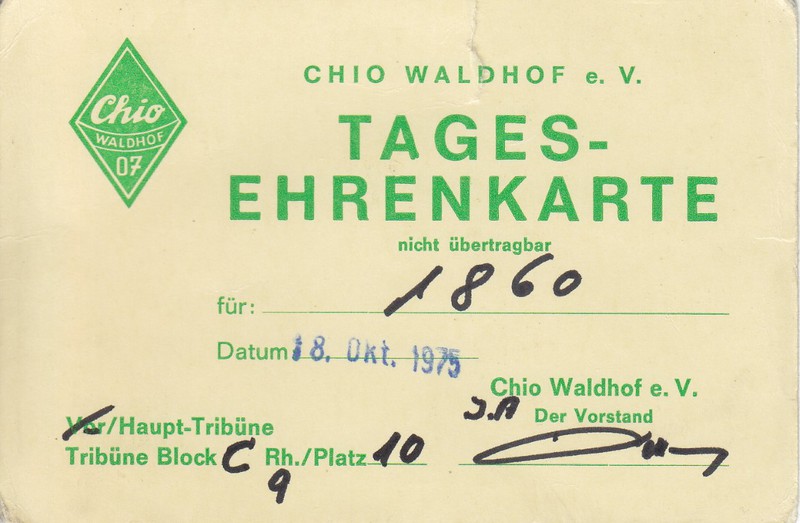 Chio
WALDHOF
07
CHIO WALDHOF e. V.
TAGES-
EHRENKARTE
nicht übertragbar
für: 1860
Datum 18. Okt. 1975
Chio Waldhof e. V.
J.A Der Vorstand
Vor/Haupt-Tribüne
Tribüne Block C Rh./Platz 10
9